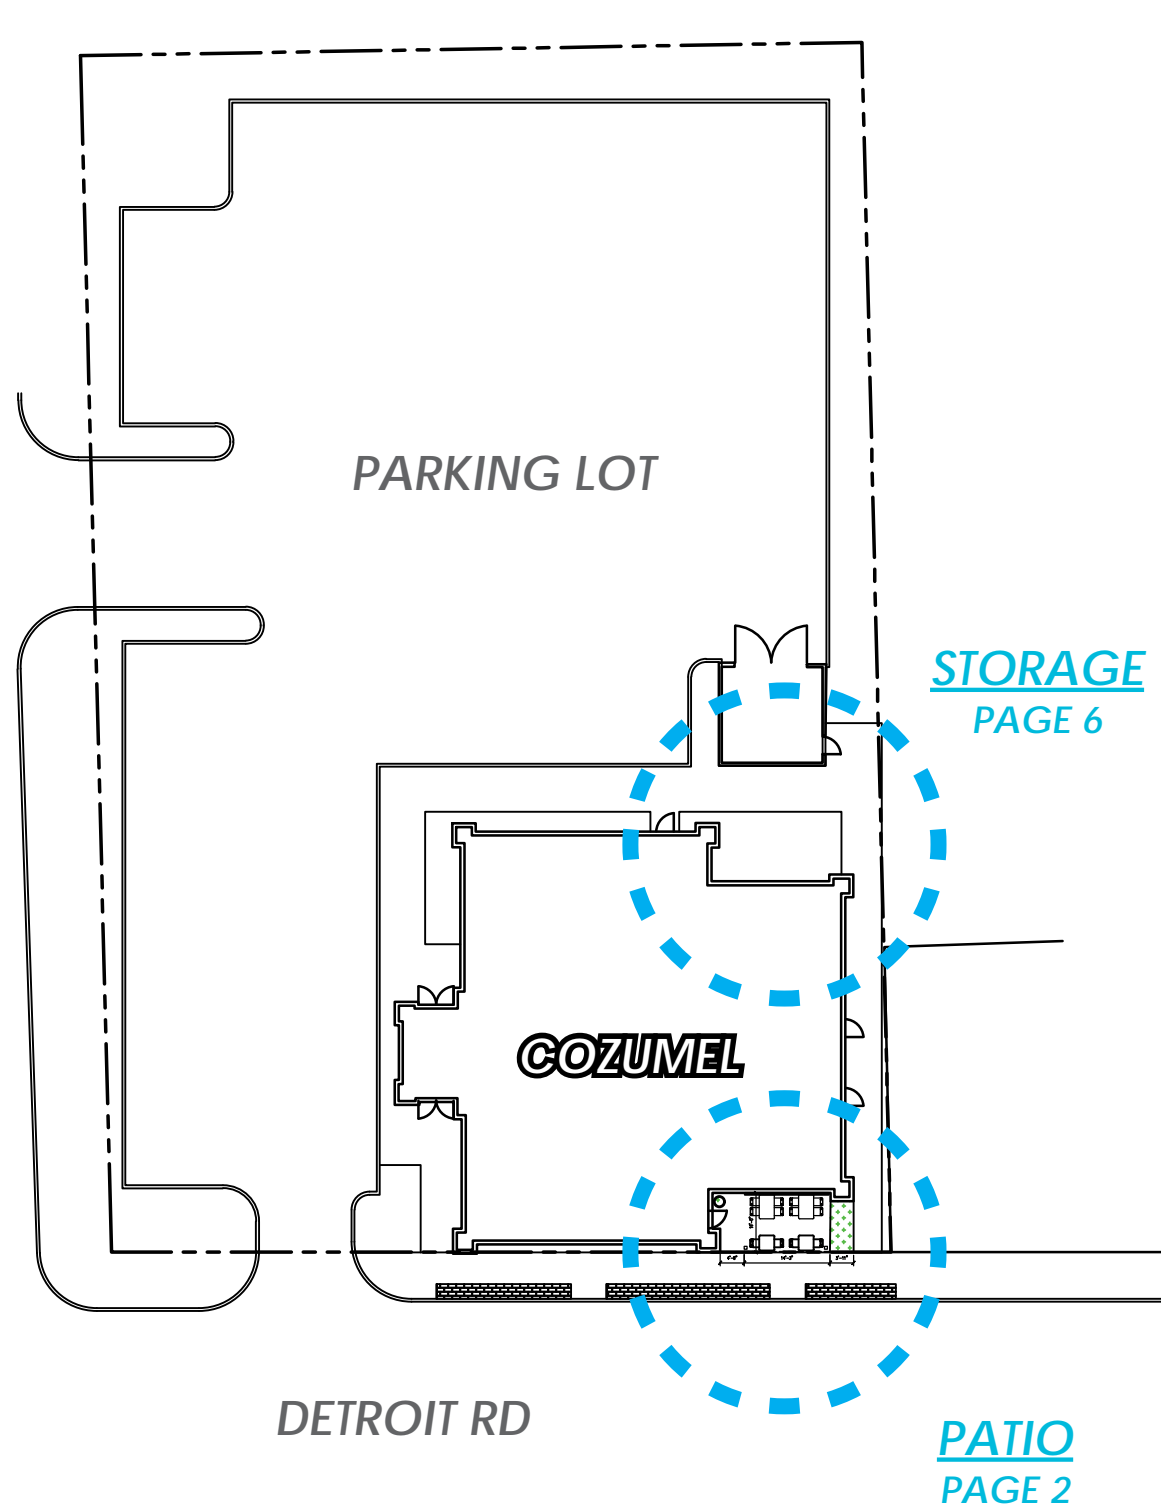 PARKING LOT
STORAGE
PAGE 6
COZUMEL
DETROIT RD
PATIO
PAGE 2